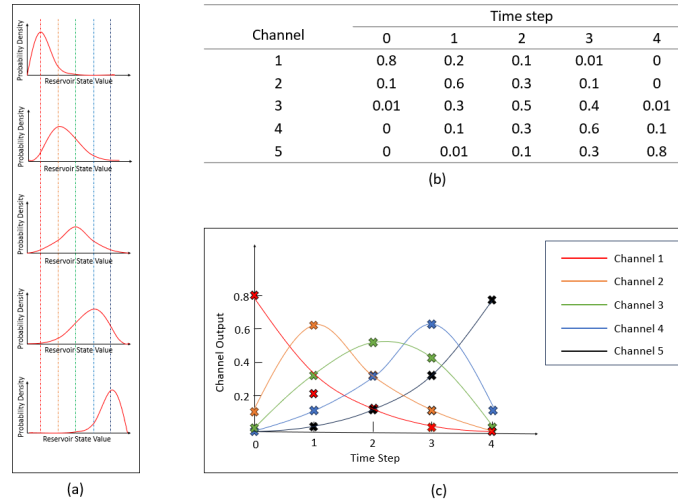 Probability Density
Reservoir State Value
Probability Density
Reservoir State Value
Probability Density
Reservoir State Value
Probability Density
Reservoir State Value
Probability Density
Reservoir State Value
(a)
Time step
Channel 0 1 2 3 4
1 0.8 0.2 0.1 0.01 0
2 0.1 0.6 0.3 0.1 0
3 0.01 0.3 0.5 0.4 0.01
4 0 0.1 0.3 0.6 0.1
5 0 0.01 0.1 0.3 0.8
(b)
Channel Output
0.8
0.6
0.4
0.2
0 1 2 3 4
Time Step
Channel 1
Channel 2
Channel 3
Channel 4
Channel 5
(c)